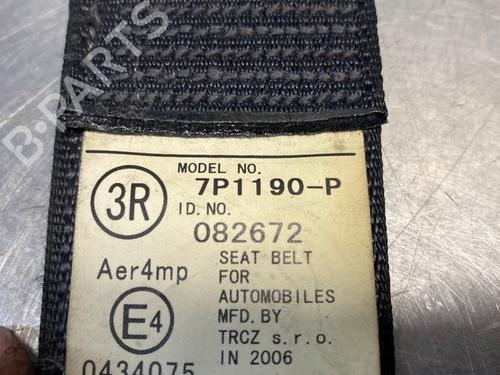 B-PARTS
MODEL NO.
3R
7P1190-P
ID.NO.
082672
Aer4mp
SEAT BELT
FOR
AUTOMOBILES
E4
MFD.BY
TRCZ s.r.o.
IN 2006
0434075